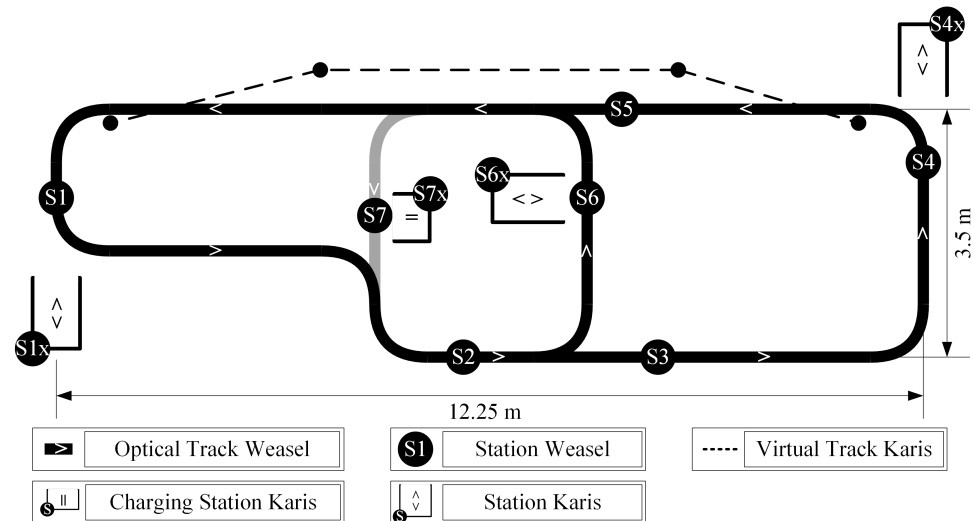 S4x
S5
S4
S6x
S7x
S1
S7
S6
3.5 m
S1x
S2
S3
12.25 m
Optical Track Weasel
S1
Station Weasel
Virtual Track Karis
S
Charging Station Karis
S
Station Karis